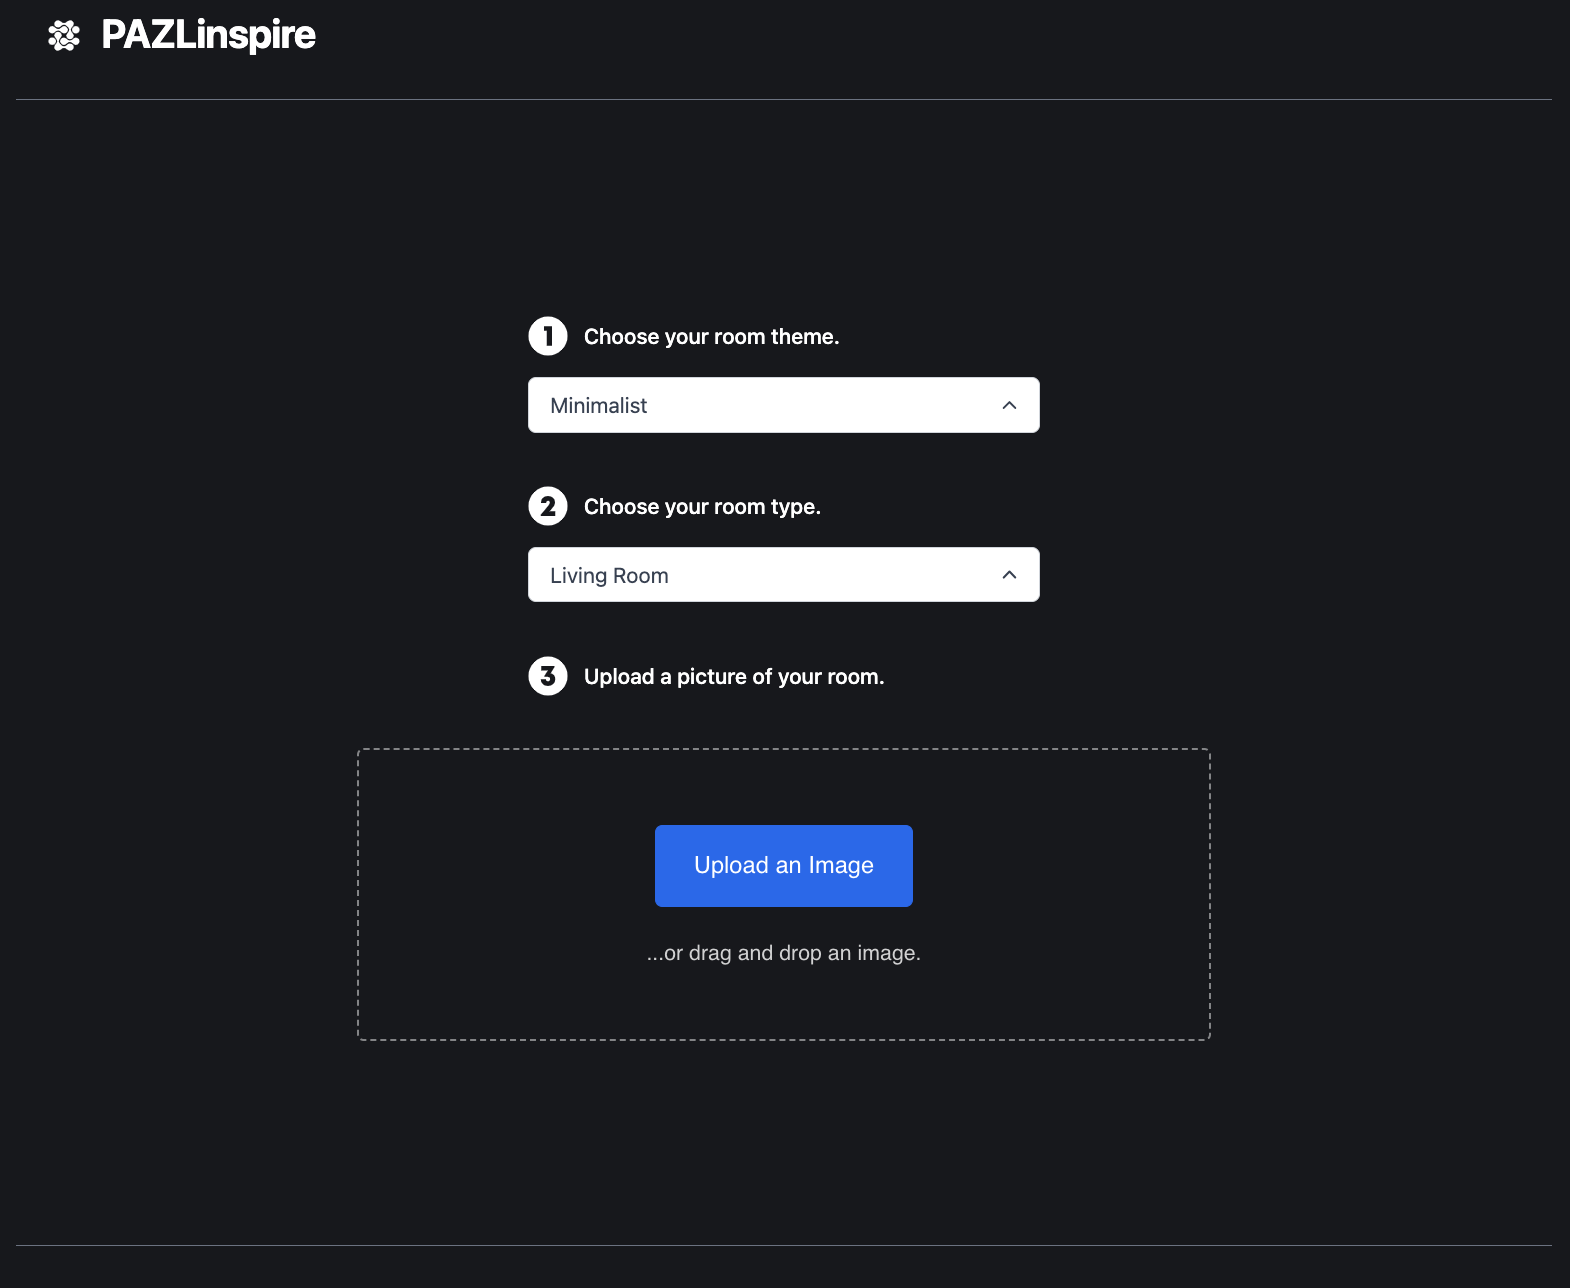 PAZLinspire
1 Choose your room theme.
Minimalist
2 Choose your room type.
Living Room
3 Upload a picture of your room.
Upload an Image
...or drag and drop an image.